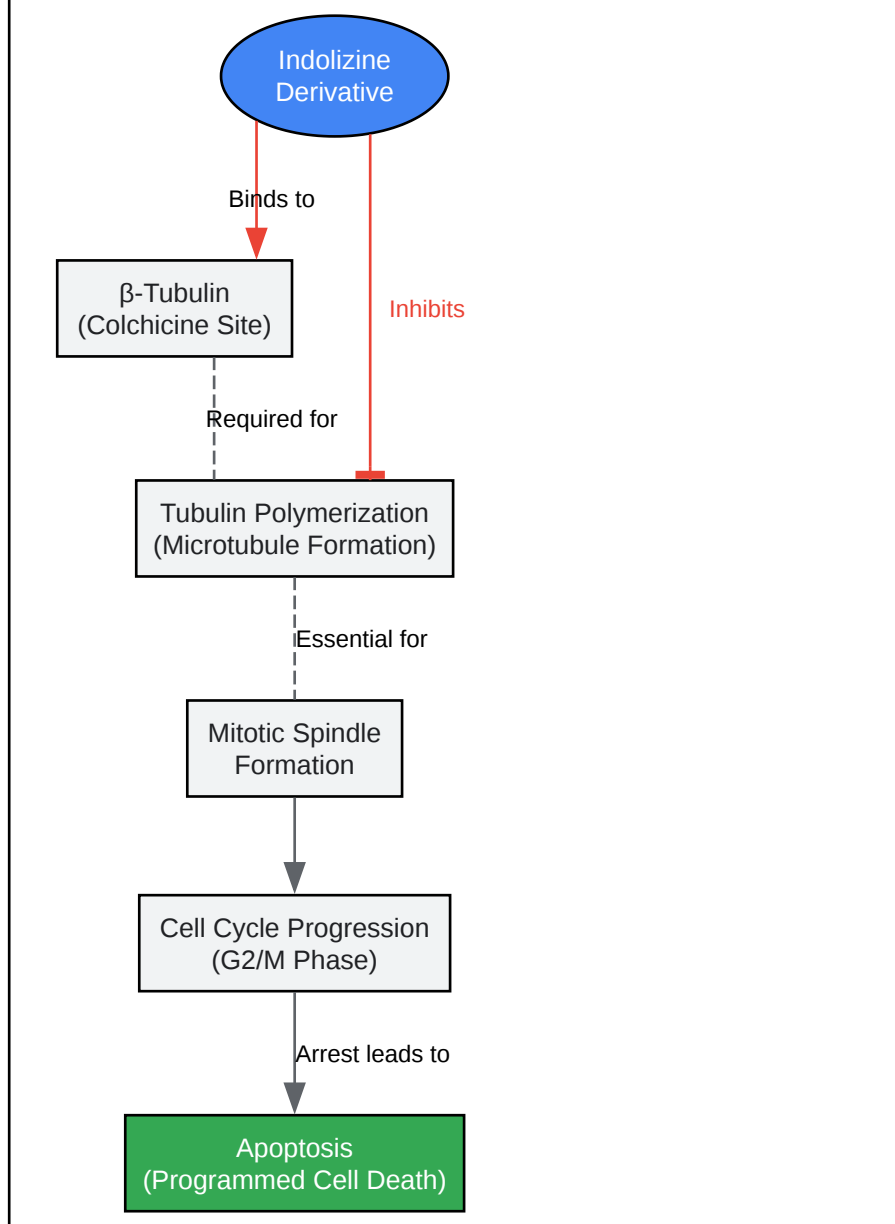 Indolizine
Derivative
Binds to
β-Tubulin
(Colchicine Site)
Inhibits
Required for
Tubulin Polymerization
(Microtubule Formation)
Essential for
Mitotic Spindle
Formation
Cell Cycle Progression
(G2/M Phase)
Arrest leads to
Apoptosis
(Programmed Cell Death)